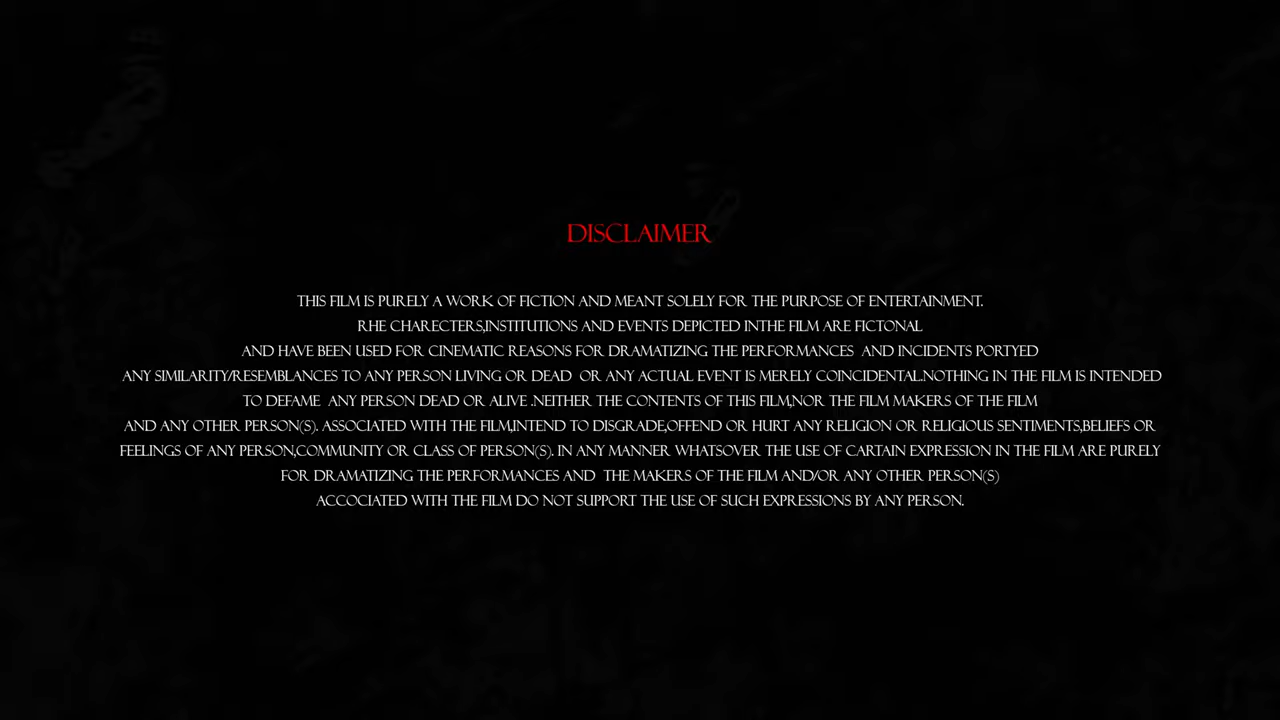 DISCLAIMER
THIS FILM IS PURELY A WORK OF FICTION AND MEANT SOLELY FOR THE PURPOSE OF ENTERTAINMENT.
RHE CHARECTERS,INSTITUTIONS AND EVENTS DEPICTED INTHE FILM ARE FICTONAL
AND HAVE BEEN USED FOR CINEMATIC REASONS FOR DRAMATIZING THE PERFORMANCES AND INCIDENTS PORTYED
ANY SIMILARITY/RESEMBLANCES TO ANY PERSON LIVING OR DEAD OR ANY ACTUAL EVENT IS MERELY COINCIDENTAL.NOTHING IN THE FILM IS INTENDED
TO DEFAME ANY PERSON DEAD OR ALIVE .NEITHER THE CONTENTS OF THIS FILM,NOR THE FILM MAKERS OF THE FILM
AND ANY OTHER PERSON(S). ASSOCIATED WITH THE FILM,INTEND TO DISGRADE,OFFEND OR HURT ANY RELIGION OR RELIGIOUS SENTIMENTS,BELIEFS OR
FEELINGS OF ANY PERSON,COMMUNITY OR CLASS OF PERSON(S). IN ANY MANNER WHATSOVER THE USE OF CARTAIN EXPRESSION IN THE FILM ARE PURELY
FOR DRAMATIZING THE PERFORMANCES AND THE MAKERS OF THE FILM AND/OR ANY OTHER PERSON(S)
ACCOCIATED WITH THE FILM DO NOT SUPPORT THE USE OF SUCH EXPRESSIONS BY ANY PERSON.